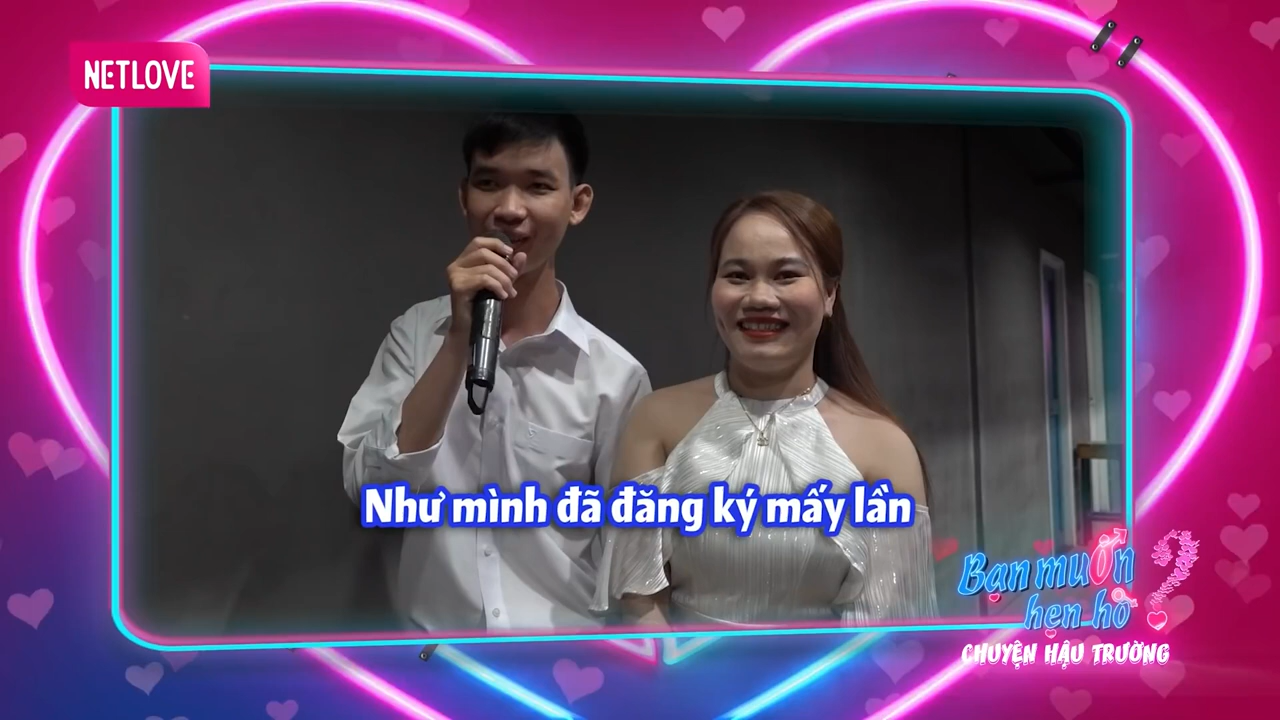 NETLOVE
Như mình đã đăng ký mấy lần
Bạn muốn
hẹn hò?
CHUYỆN HẬU TRƯỜNG